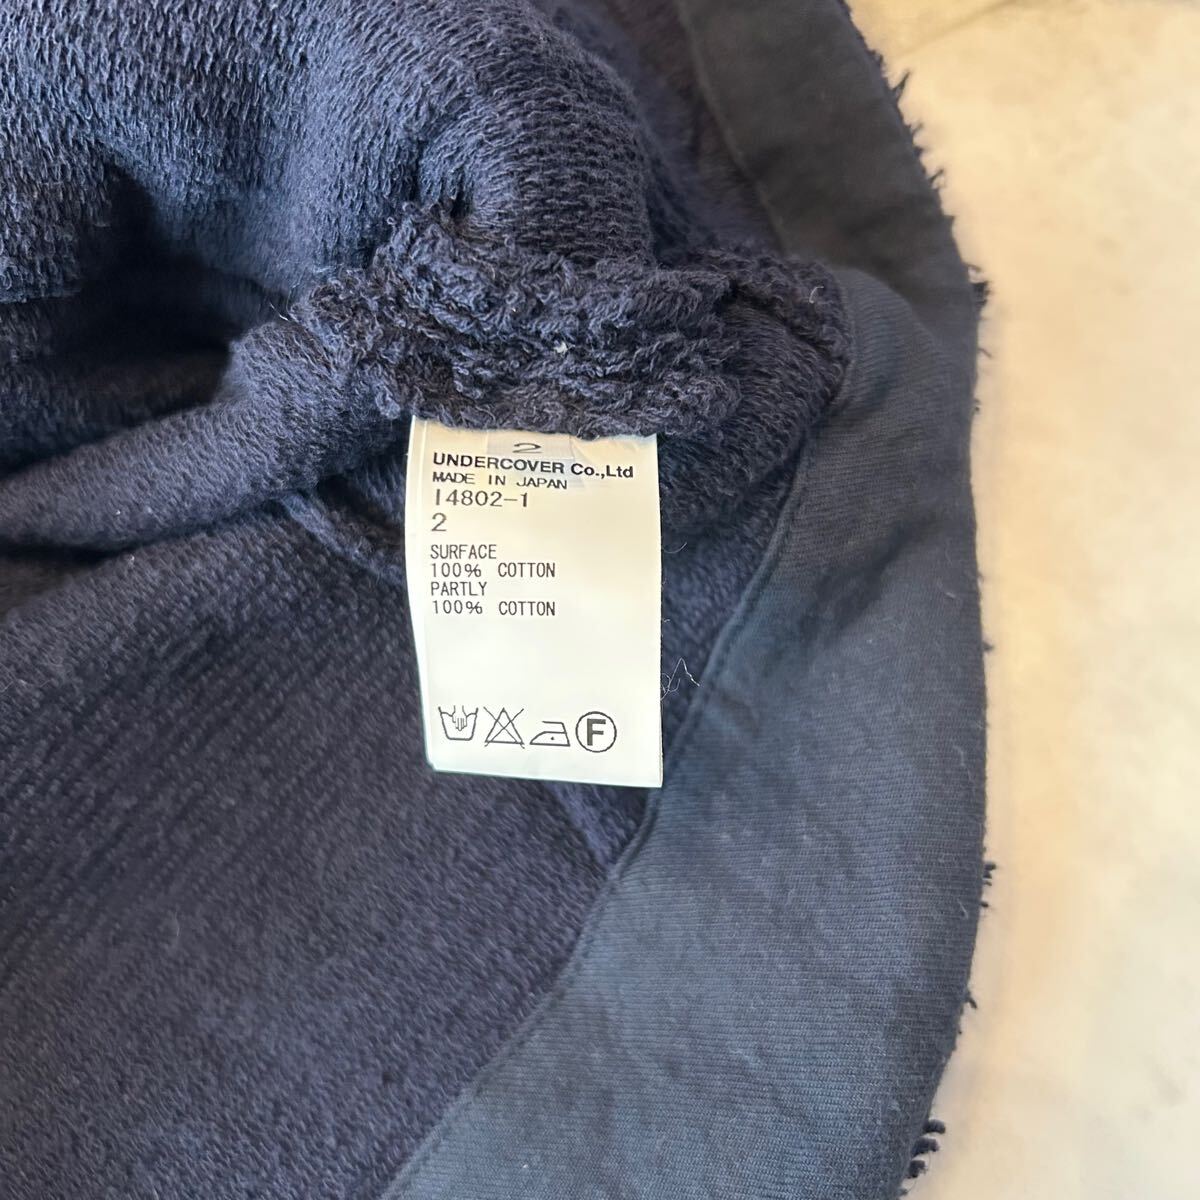 2
UNDERCOVER Co.,Ltd
MADE IN JAPAN
I4802-1
2
SURFACE
100% COTTON
PARTLY
100% COTTON
F